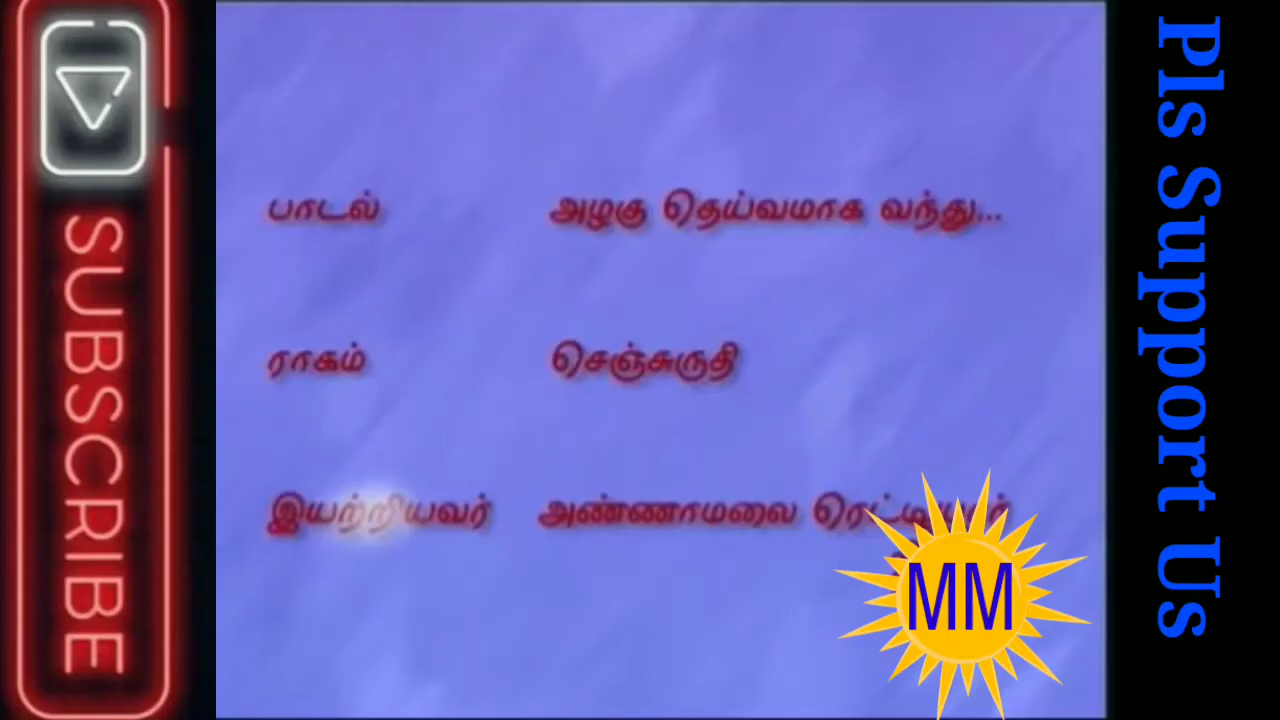 SUBSCRIBE
பாடல் அழகு தெய்வமாக வந்து...
ராகம் செஞ்சுருதி
இயற்றியவர் அண்ணாமலை
MM
Pls Support Us